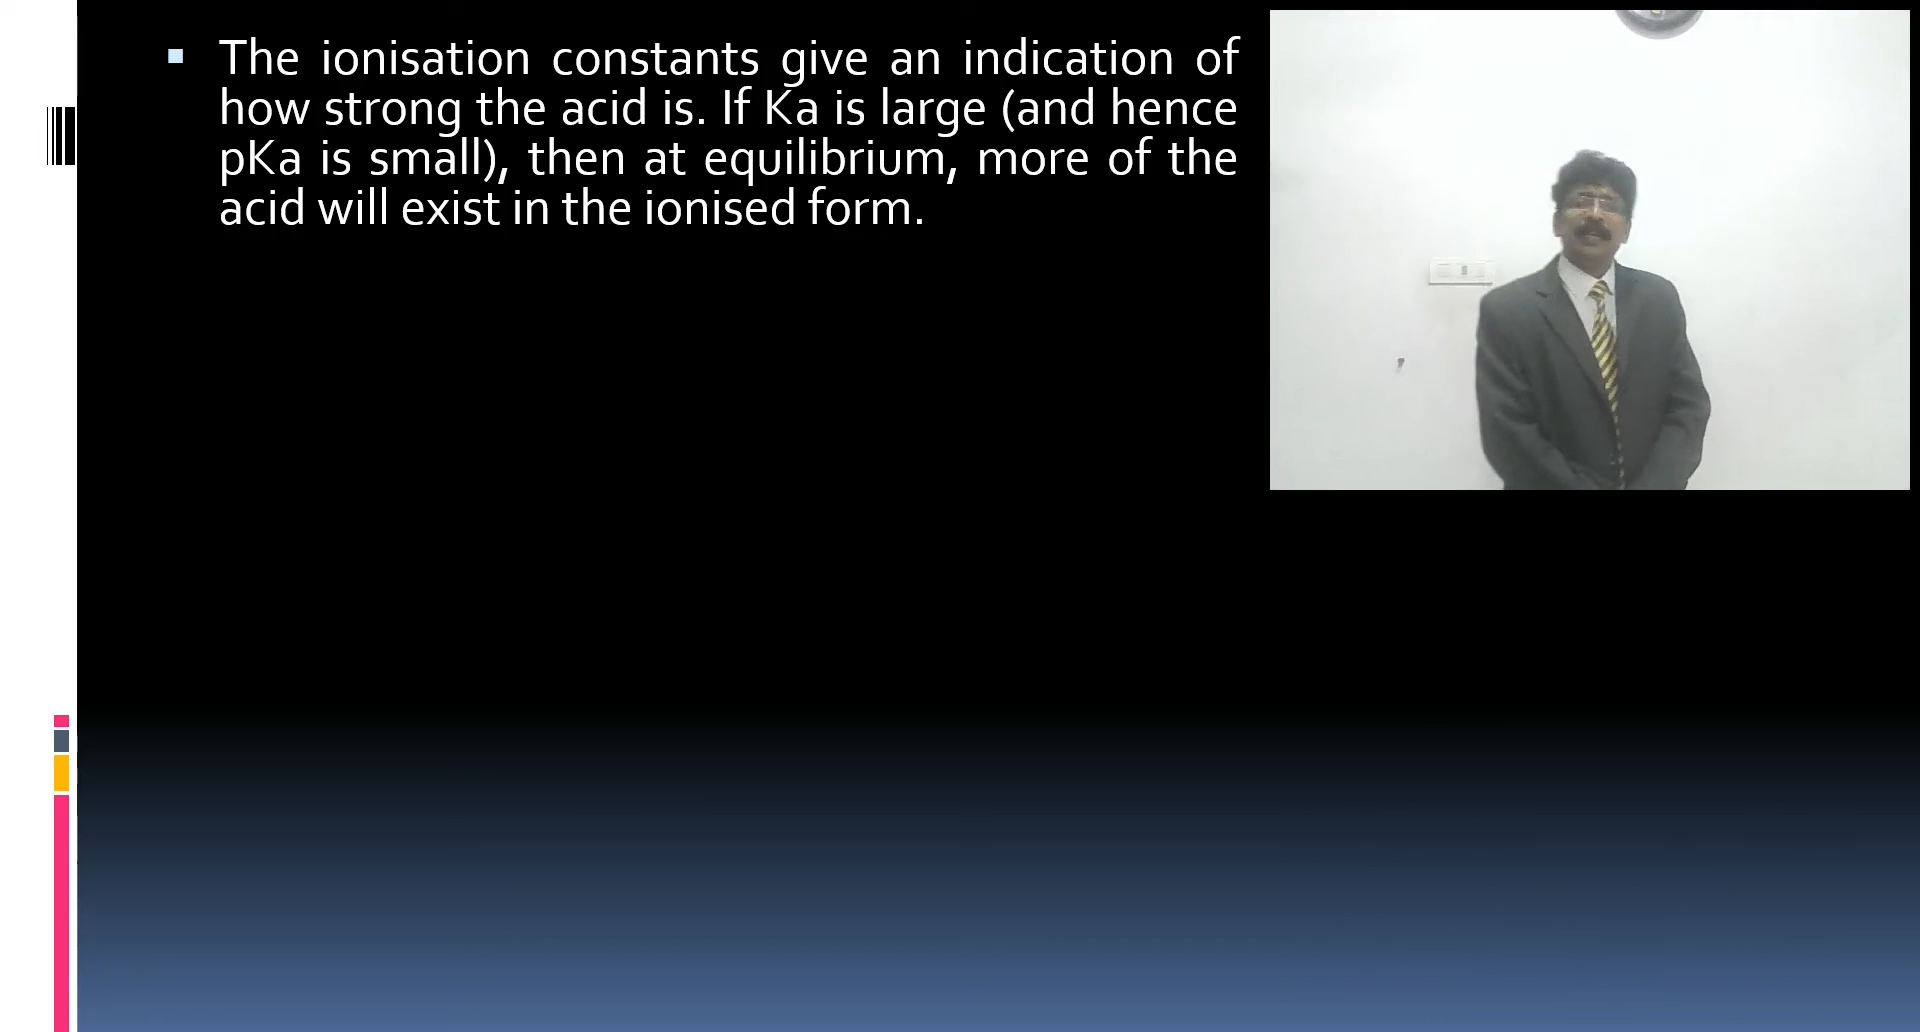 The ionisation constants give an indication of
how strong the acid is. If Ka is large (and hence
pKa is small), then at equilibrium, more of the
acid will exist in the ionised form.